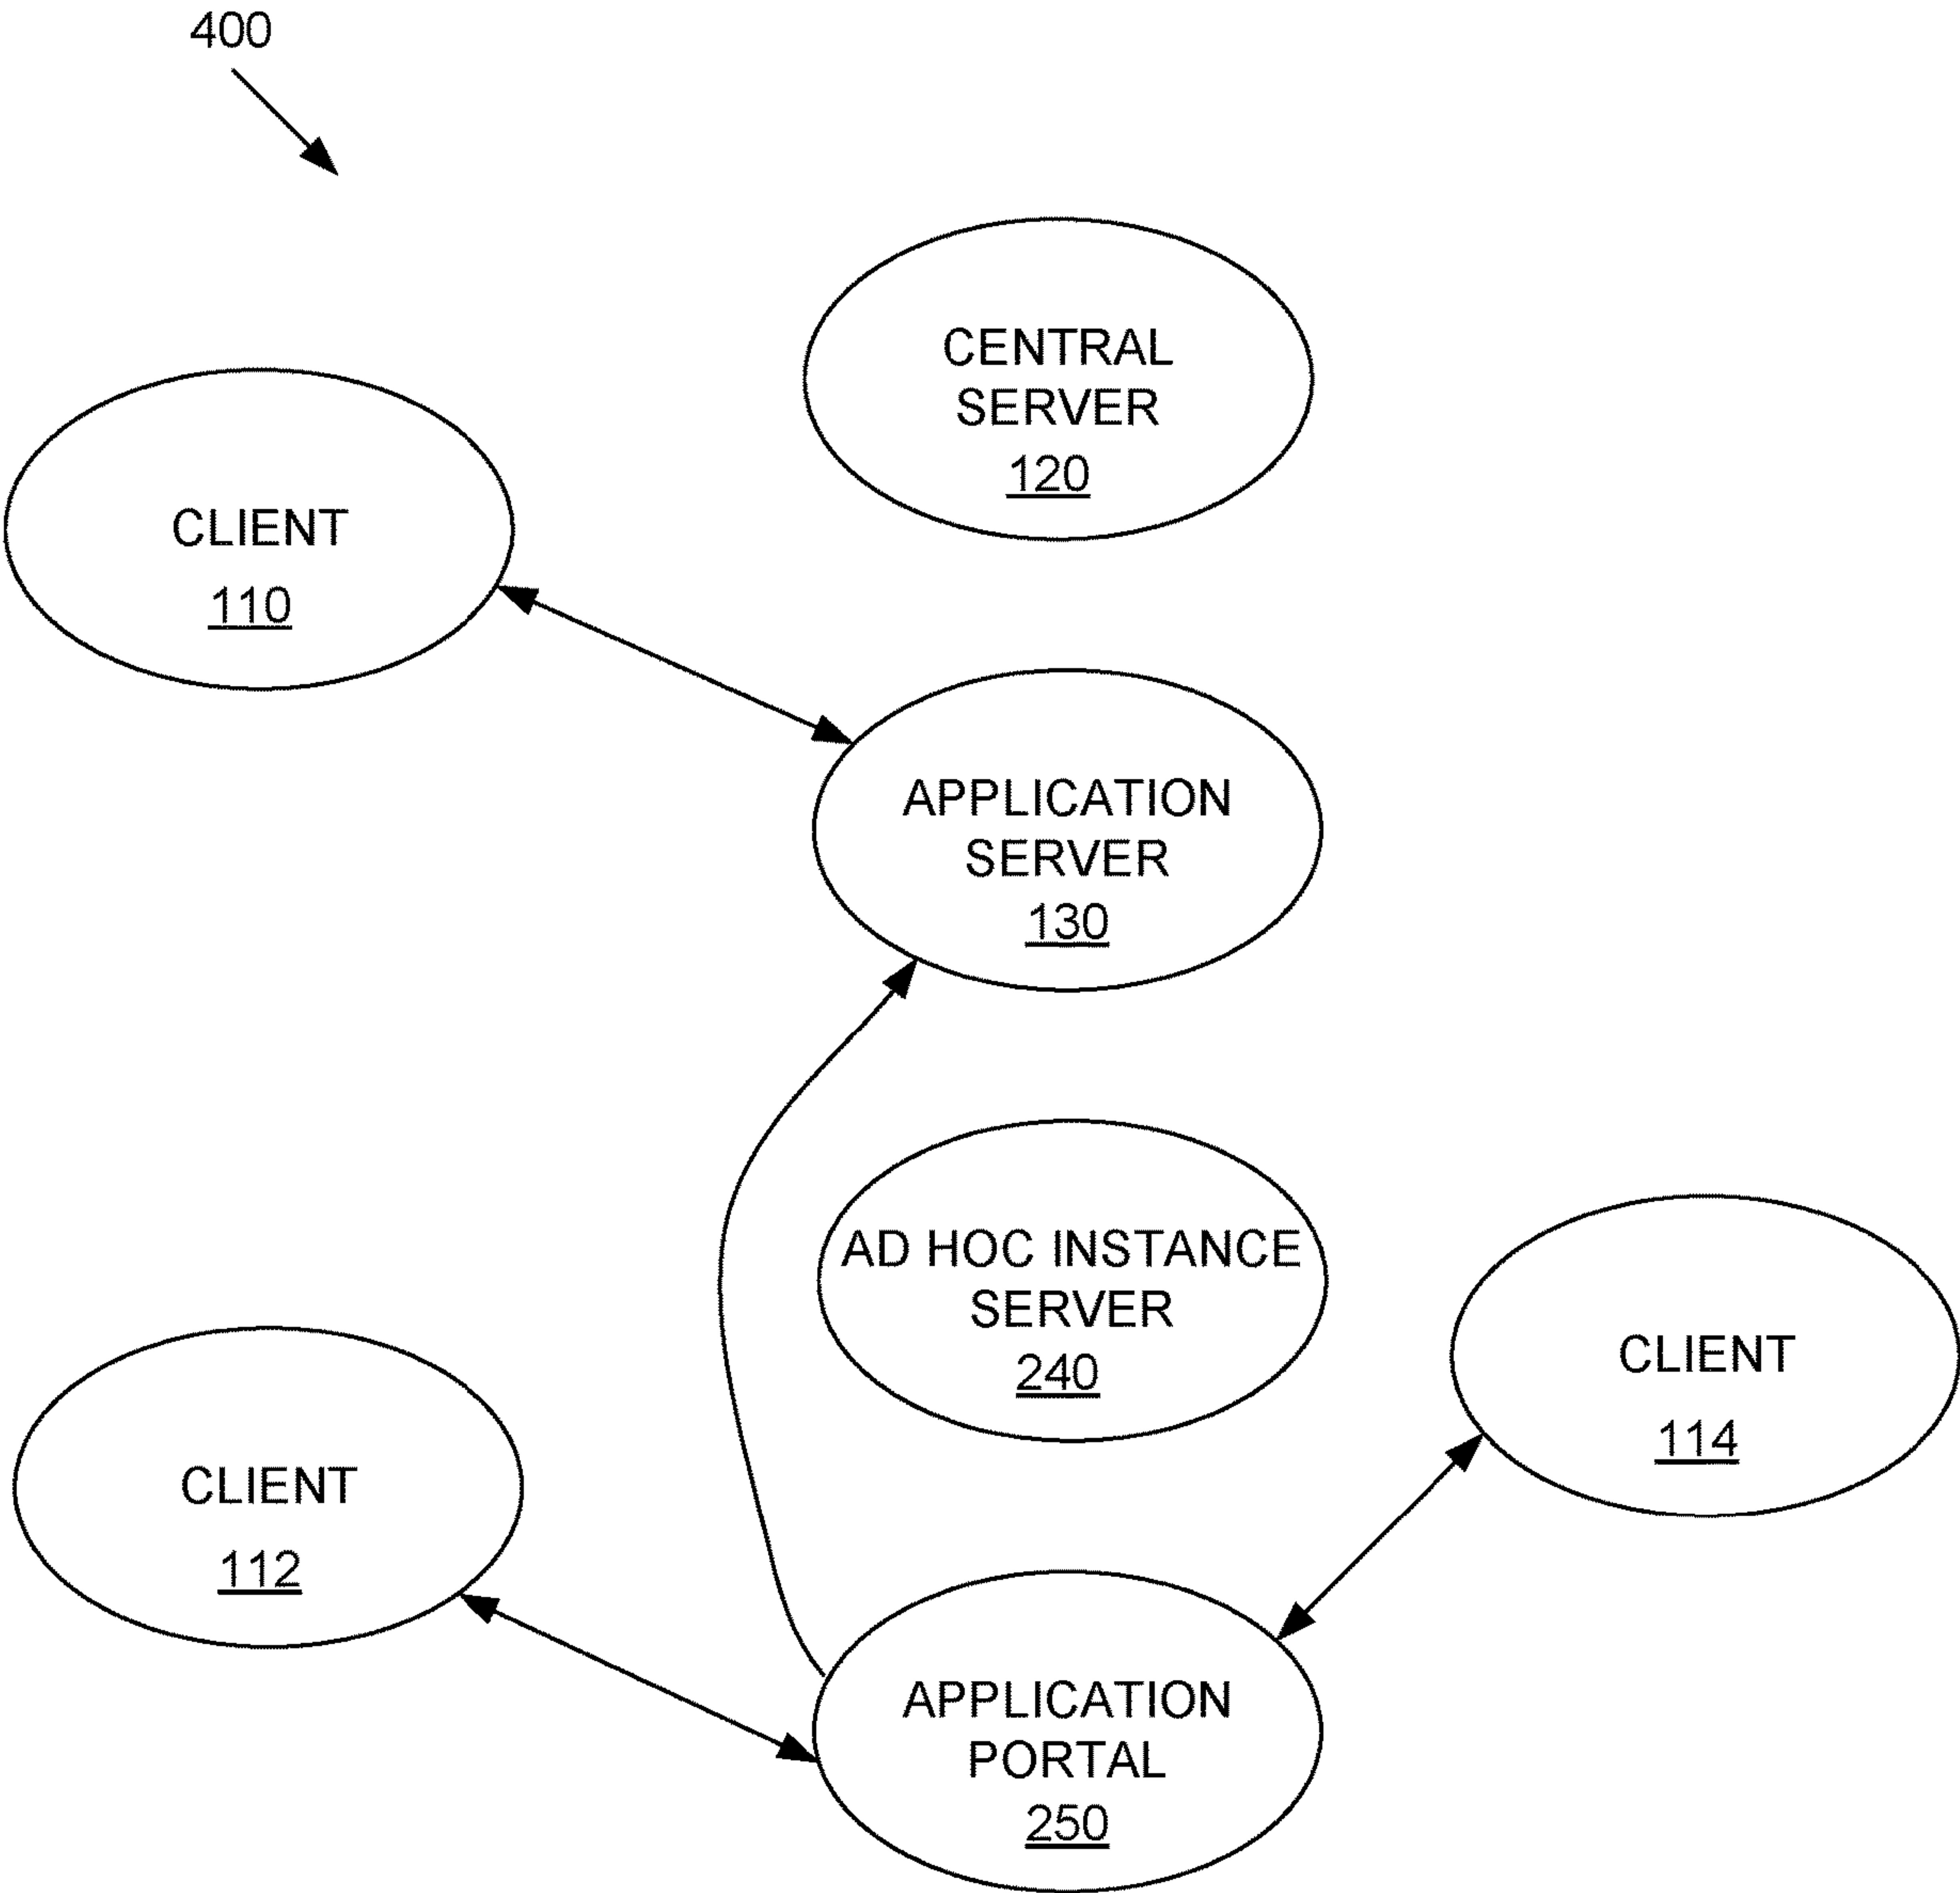 400
CENTRAL
SERVER
120
CLIENT
110
APPLICATION
SERVER
130
AD HOC INSTANCE
SERVER
240
CLIENT
114
CLIENT
112
APPLICATION
PORTAL
250